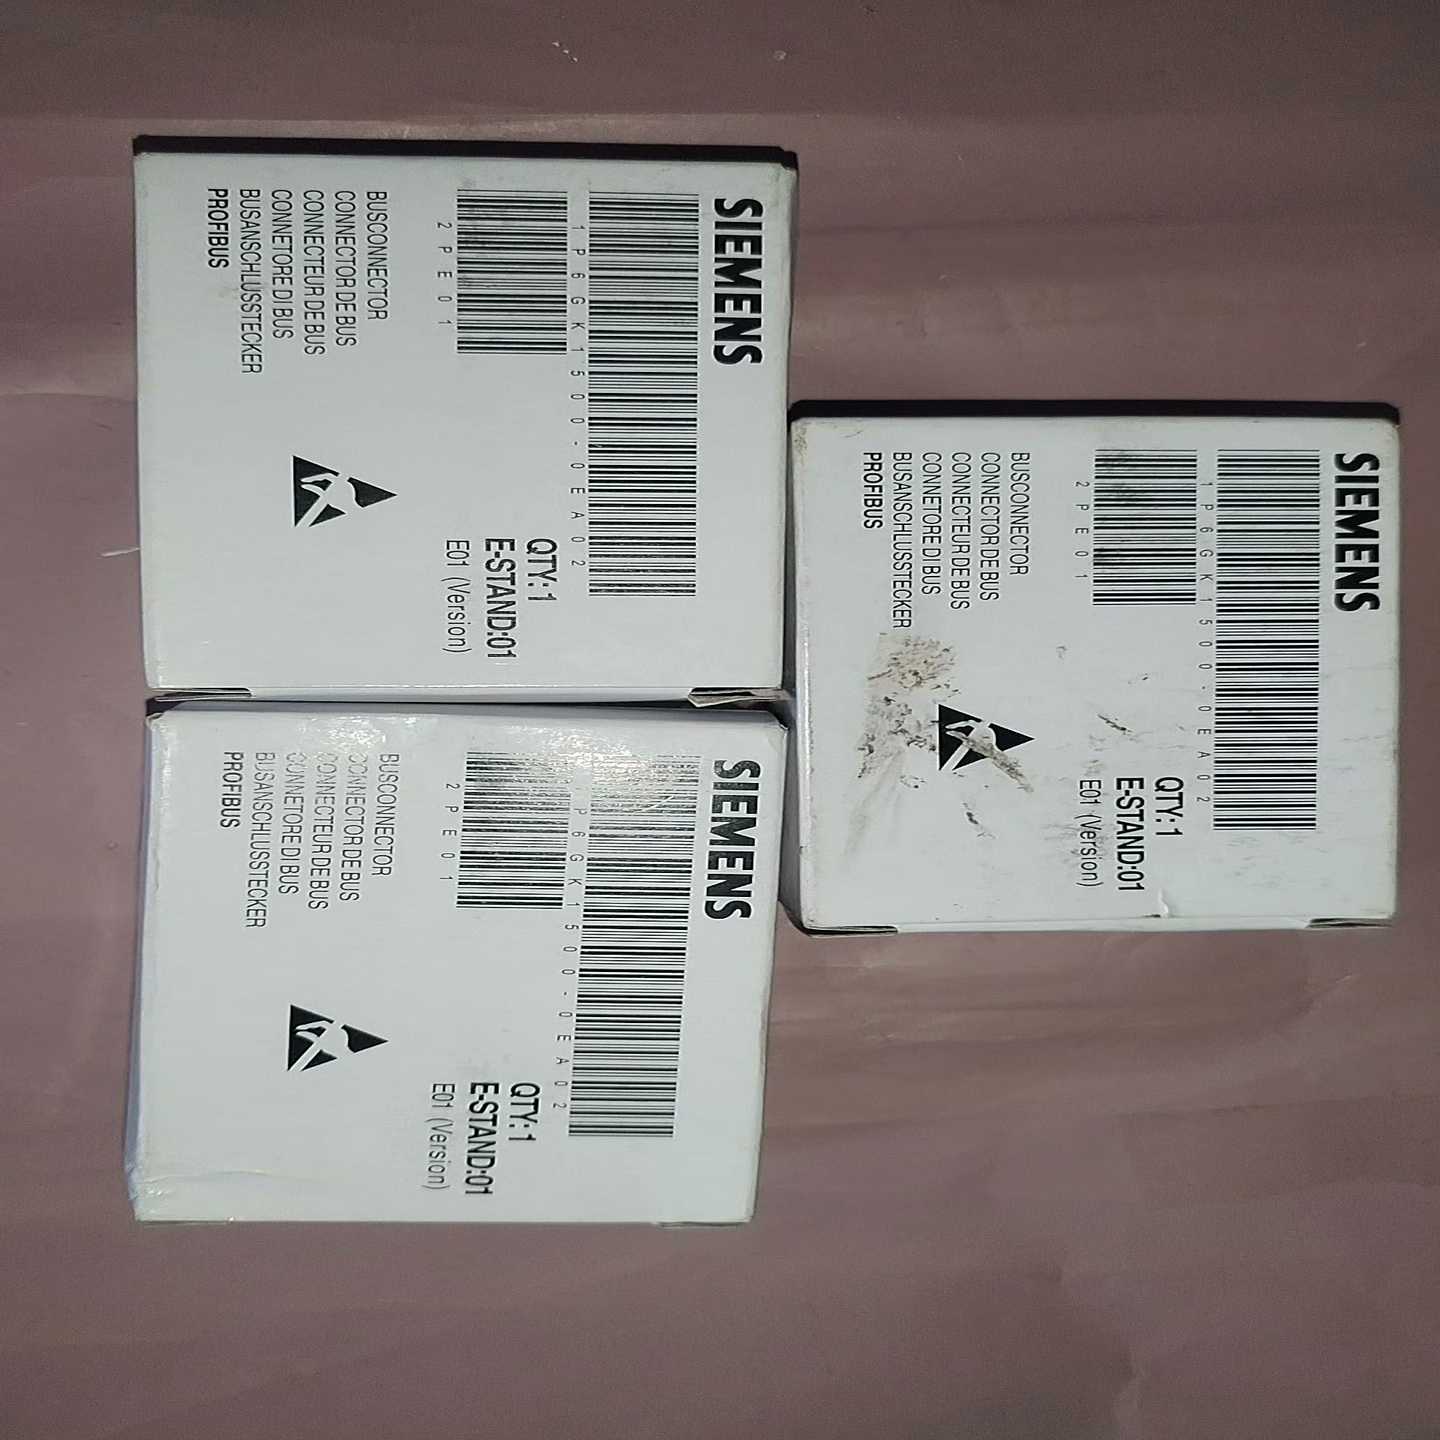 SIEMENS
1P6GK1500-0EA02
2PE01
QTY: 1
E-STAND:01
E01 (Version)
BUSCONNECTOR
CONNECTOR DE BUS
CONNECTEUR DE BUS
CONNETORE DI BUS
BUSANSCHLUSSTECKER
PROFIBUS
SIEMENS
1P6GK1500-0EA02
2PE01
QTY: 1
E-STAND:01
E01 (Version)
BUSCONNECTOR
CONNECTOR DE BUS
CONNECTEUR DE BUS
CONNETORE DI BUS
BUSANSCHLUSSTECKER
PROFIBUS
SIEMENS
1P6GK1500-0EA02
2PE01
QTY: 1
E-STAND:01
E01 (Version)
BUSCONNECTOR
CONNECTOR DE BUS
CONNECTEUR DE BUS
CONNETORE DI BUS
BUSANSCHLUSSTECKER
PROFIBUS